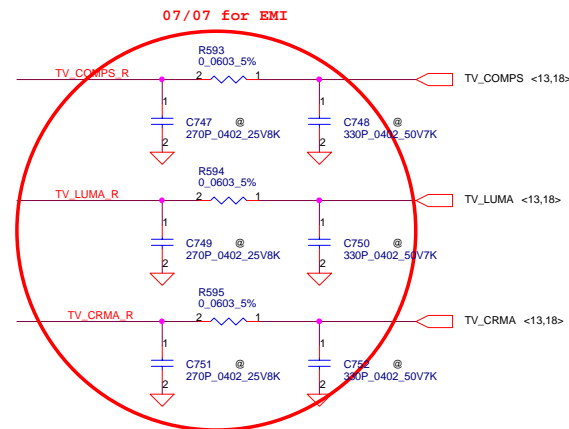 07/07 for EMI
R593
0_0603_5%
TV_COMPS_R
2
1
TV_COMPS <13,18>
1
1
C747 @
270P_0402_25V8K
C748 @
330P_0402_50V7K
2
2
R594
0_0603_5%
TV_LUMA_R
2
1
TV_LUMA <13,18>
1
1
C749 @
270P_0402_25V8K
C750 @
330P_0402_50V7K
2
2
R595
0_0603_5%
TV_CRMA_R
2
1
TV_CRMA <13,18>
1
1
C751 @
270P_0402_25V8K
C752 @
330P_0402_50V7K
2
2